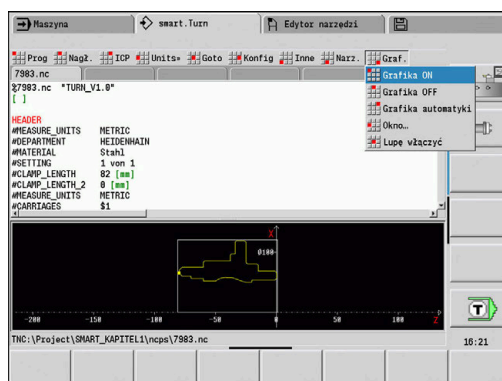 Maszyna
smart.Turn
Edytor narzędzi
Prog Nagł. ICP Units» Goto Konfig Inne Narz. Graf.
7983.nc
%7983.nc "TURN_V1.0"
[ ]
HEADER
#MEASURE_UNITS METRIC
#DEPARTMENT HEIDENHAIN
#MATERIAL Stahl
#SETTING 1 von 1
#CLAMP_LENGTH 82 [mm]
#CLAMP_LENGTH_2 0 [mm]
#MEASURE_UNITS METRIC
#CARRIAGES $1
Grafika ON
Grafika OFF
Grafika automatyki
Okno…
Lupę włączyć
X
Ø100
-200 -150 -100 -50 0 50 100 Z
T
TNC:\Project\SMART_KAPITEL1\ncps\7983.nc
16:21